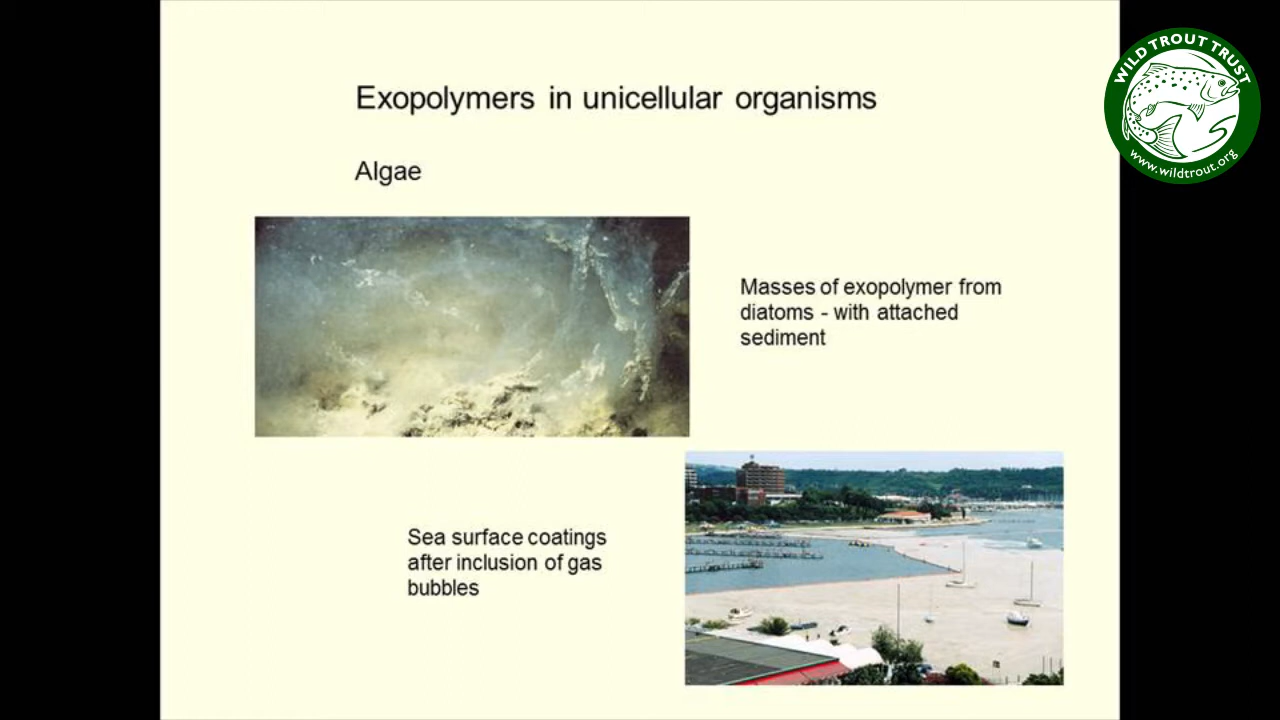 Exopolymers in unicellular organisms
WILD TROUT TRUST
www.wildtrout.org
Algae
Masses of exopolymer from
diatoms - with attached
sediment
Sea surface coatings
after inclusion of gas
bubbles